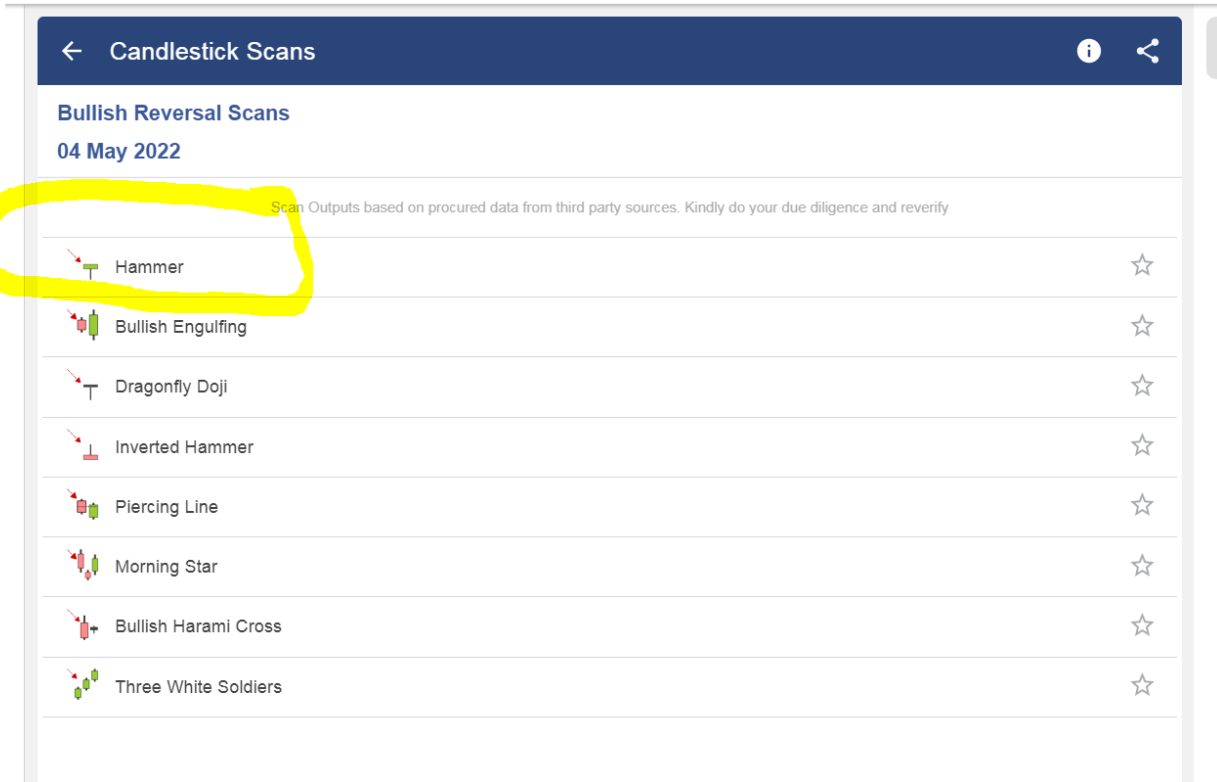 Candlestick Scans
Bullish Reversal Scans
04 May 2022
Scan Outputs based on procured data from third party sources. Kindly do your due diligence and reverify
Hammer
Bullish Engulfing
Dragonfly Doji
Inverted Hammer
Piercing Line
Morning Star
Bullish Harami Cross
Three White Soldiers